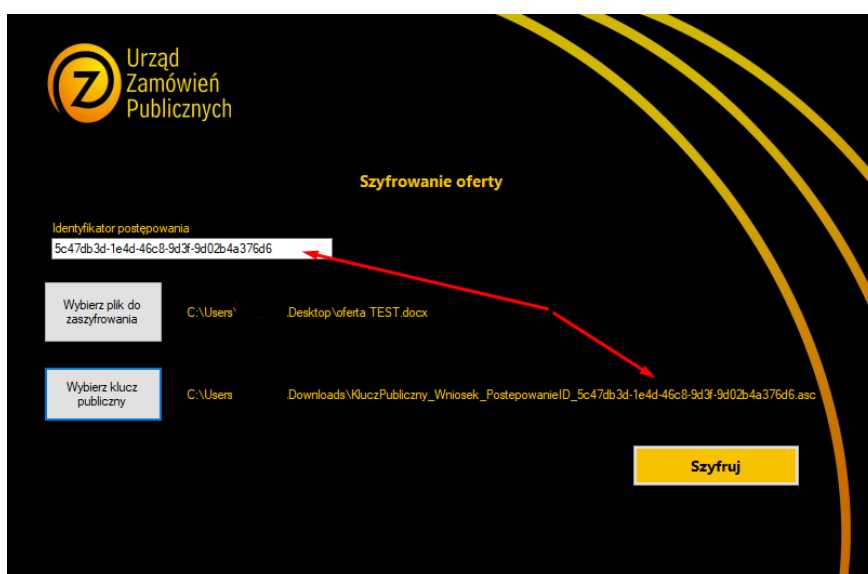 Urząd
Zamówień
Publicznych
Szyfrowanie oferty
Identyfikator postępowania
5c47db3d-1e4d-46c8-9d3f-9d02b4a376d6
Wybierz plik do
zaszyfrowania
C:\Users' .Desktop\oferta TEST.docx
Wybierz klucz
publiczny
C:\Users .Downloads\KluczPubliczny_Wniosek_PostepowanieID_5c47db3d-1e4d-46c8-9d3f-9d02b4a376d6.asc
Szyfruj